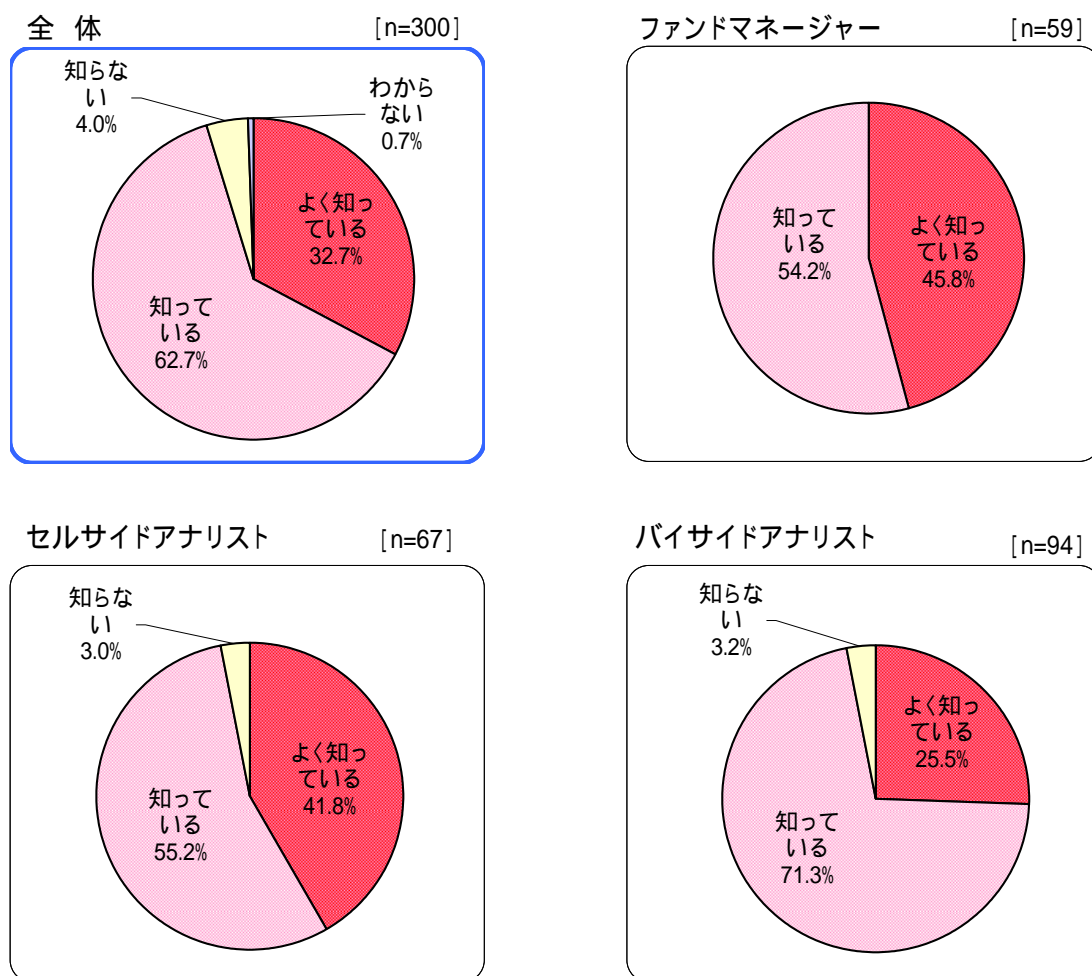 全 体 [n=300]
知らな
い
4.0%
わから
ない
0.7%
よく知っ
ている
32.7%
知って
いる
62.7%
ファンドマネージャー [n=59]
知って
いる
54.2%
よく知っ
ている
45.8%
セルサイドアナリスト [n=67]
知らな
い
3.0%
よく知っ
ている
41.8%
知って
いる
55.2%
バイサイドアナリスト [n=94]
知らな
い
3.2%
よく知っ
ている
25.5%
知って
いる
71.3%